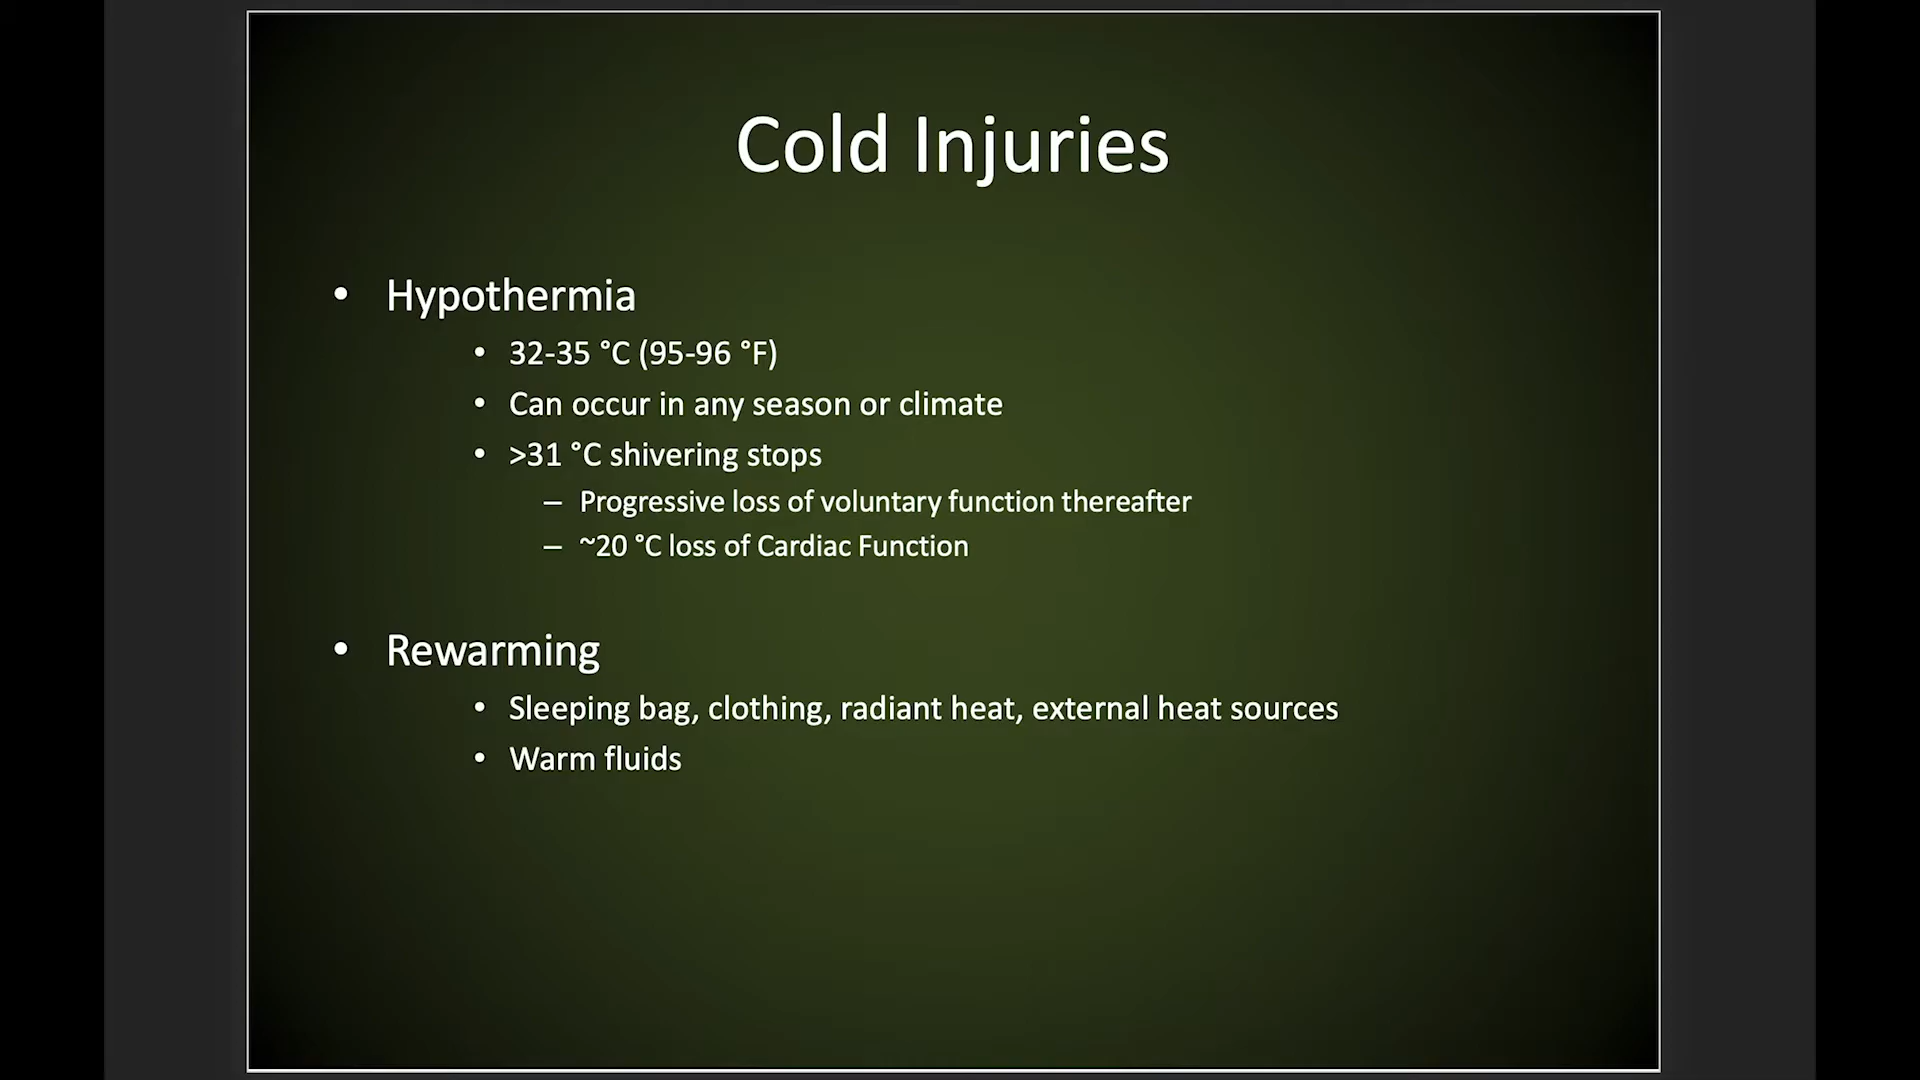 Cold Injuries
• Hypothermia
• 32-35 °C (95-96 °F)
• Can occur in any season or climate
• >31 °C shivering stops
– Progressive loss of voluntary function thereafter
– ~20 °C loss of Cardiac Function
• Rewarming
• Sleeping bag, clothing, radiant heat, external heat sources
• Warm fluids